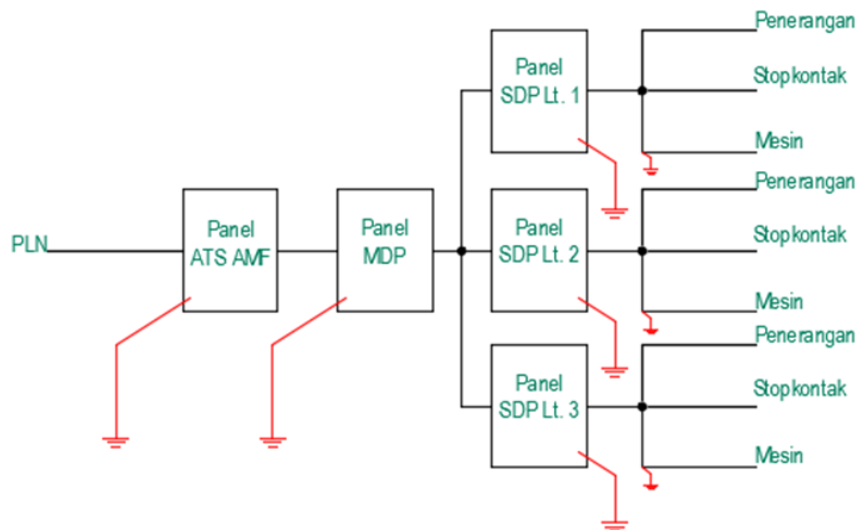 PLN
Panel
ATS AMF
Panel
MDP
Panel
SDP Lt. 1
Penerangan
Stopkontak
Mesin
Panel
SDP Lt. 2
Penerangan
Stopkontak
Mesin
Panel
SDP Lt. 3
Penerangan
Stopkontak
Mesin